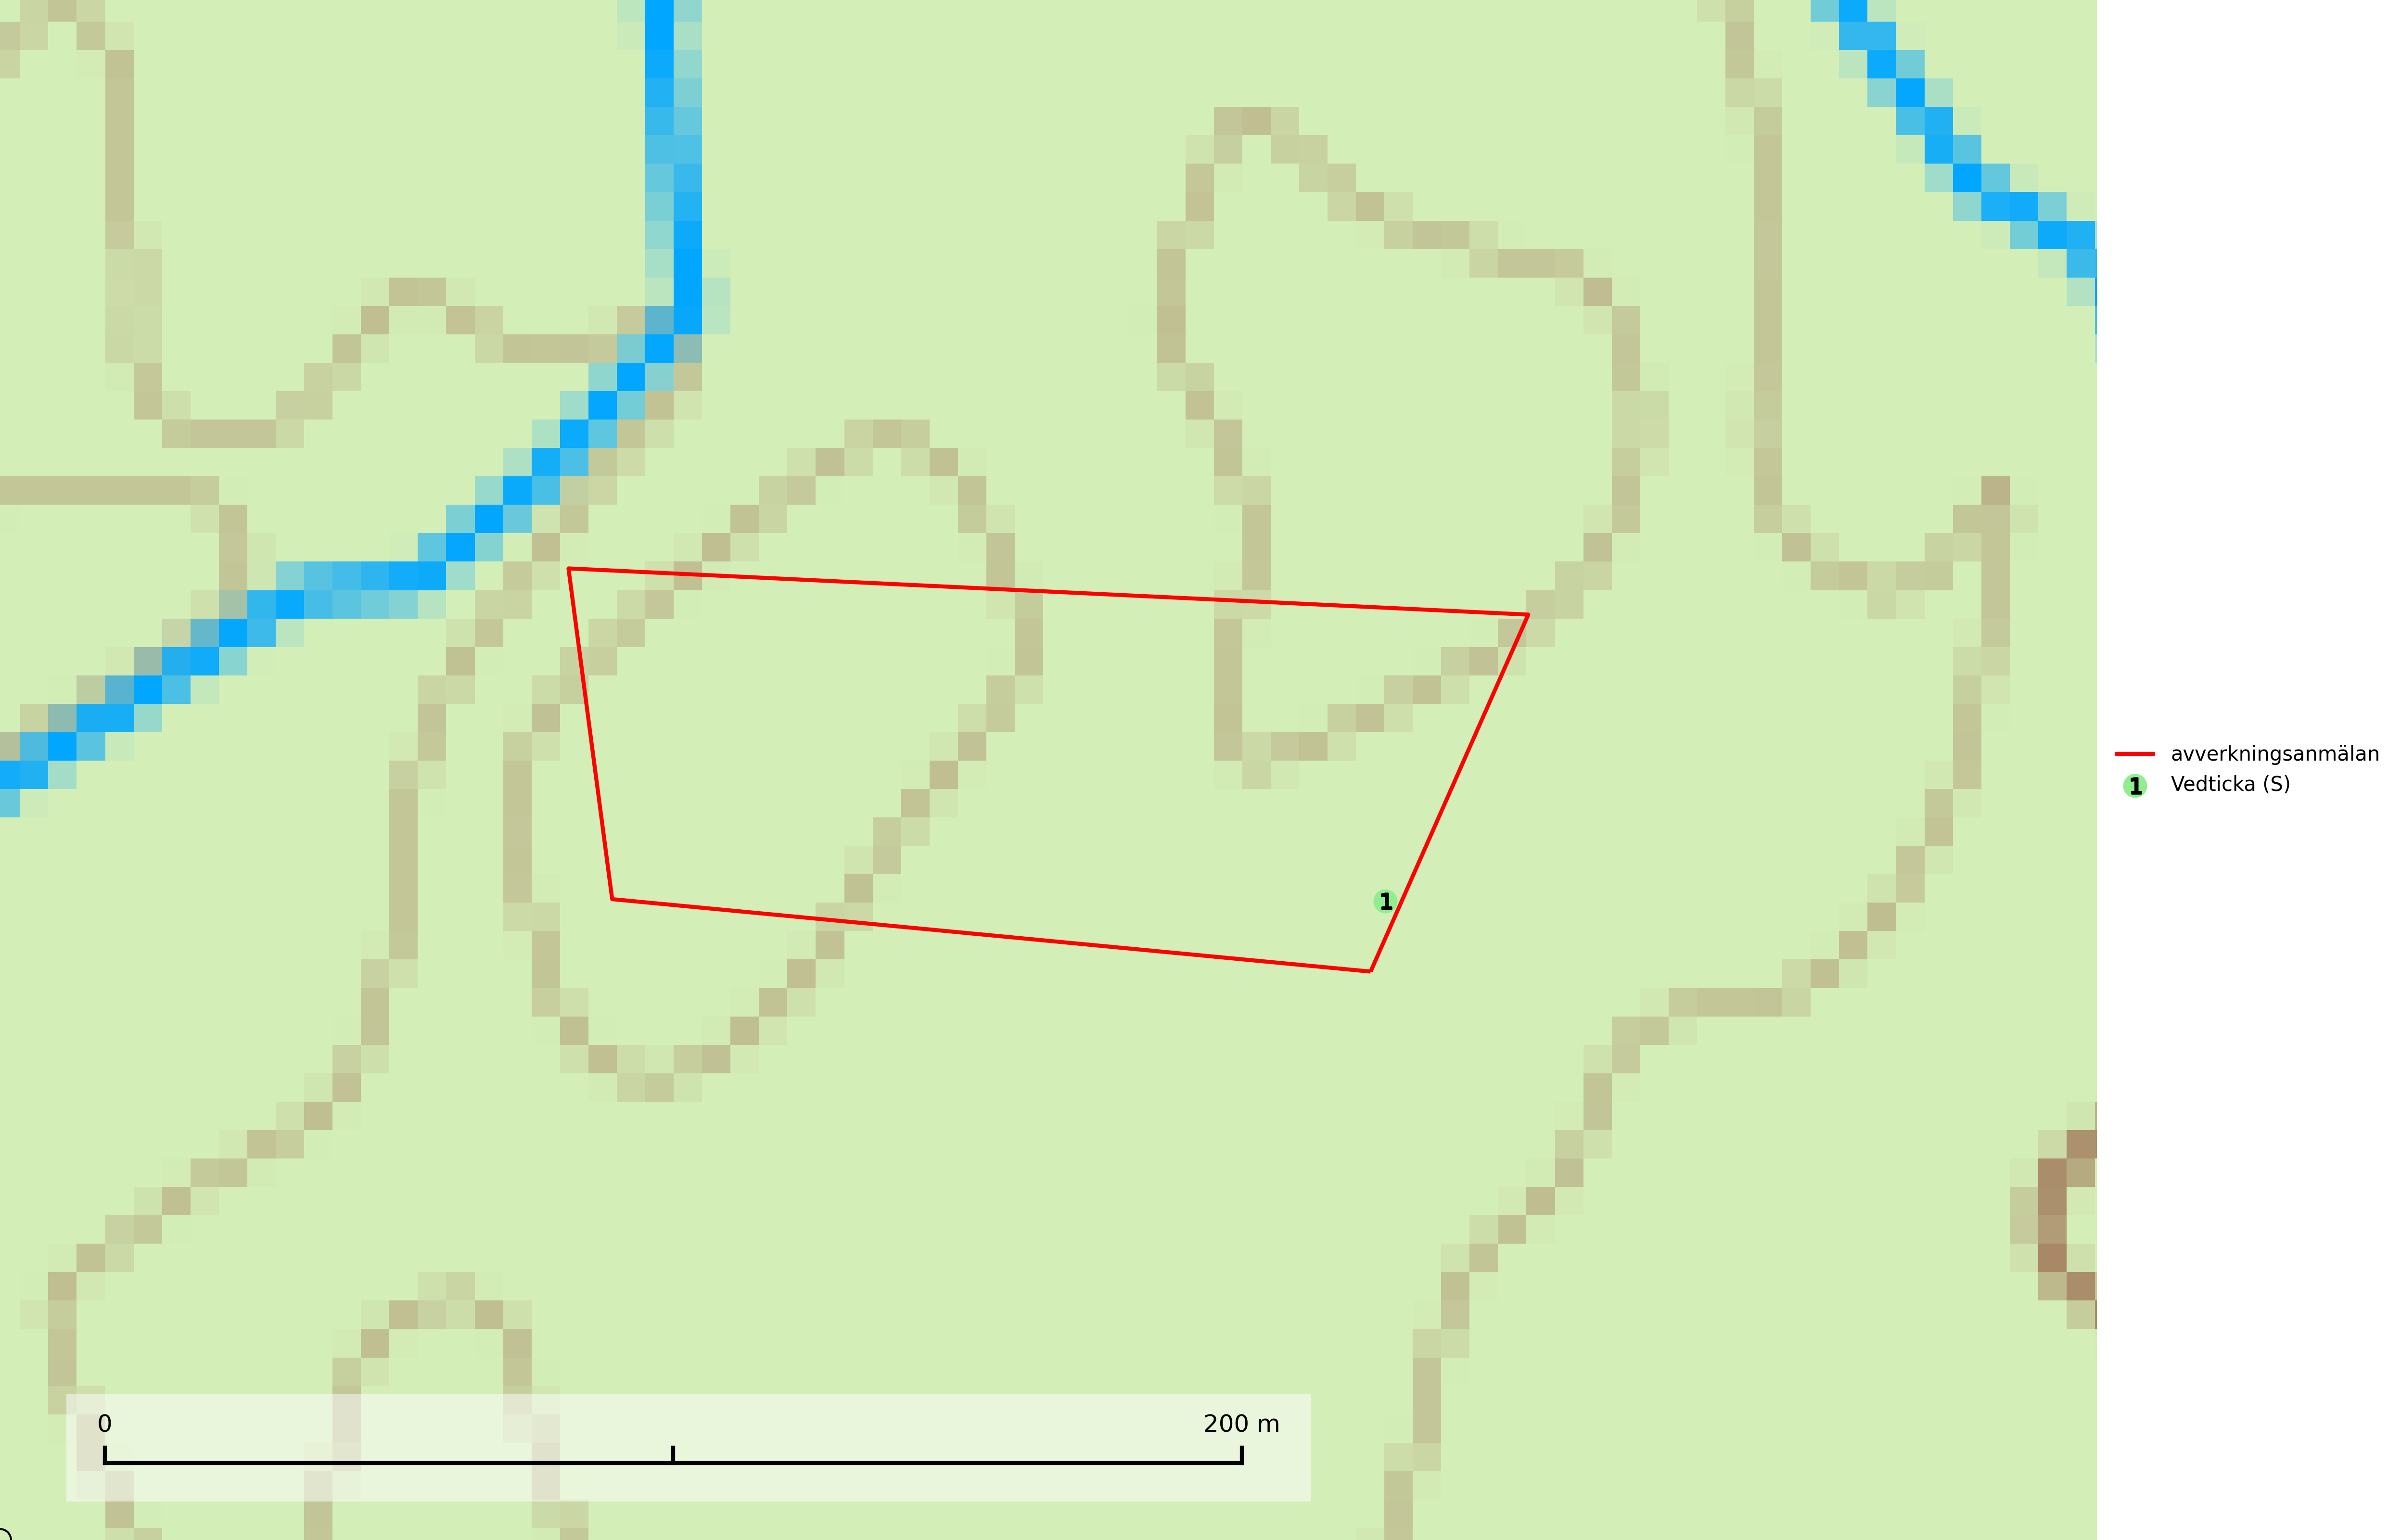 avverkningsanmälan
1 Vedticka (S)
1
0 200 m